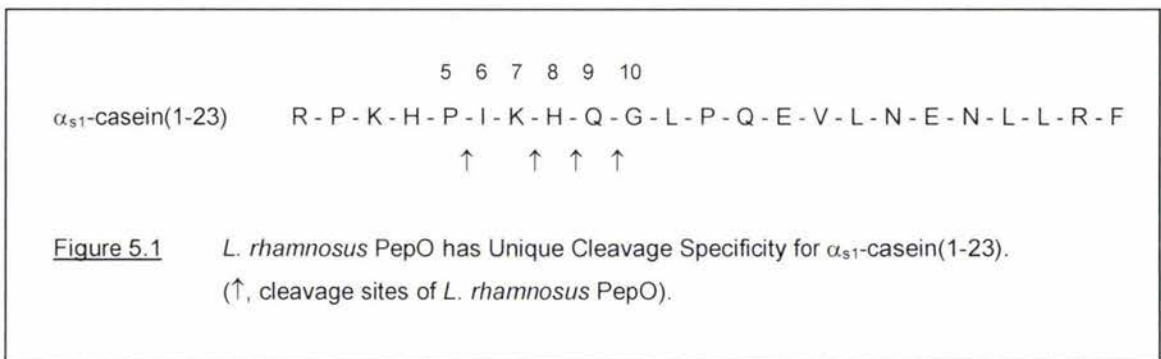 5 6 7 8 9 10
αs1-casein(1-23) R - P - K - H - P - I - K - H - Q - G - L - P - Q - E - V - L - N - E - N - L - L - R - F
↑ ↑ ↑ ↑
Figure 5.1 L. rhamnosus PepO has Unique Cleavage Specificity for αs1-casein(1-23).
(↑, cleavage sites of L. rhamnosus PepO).